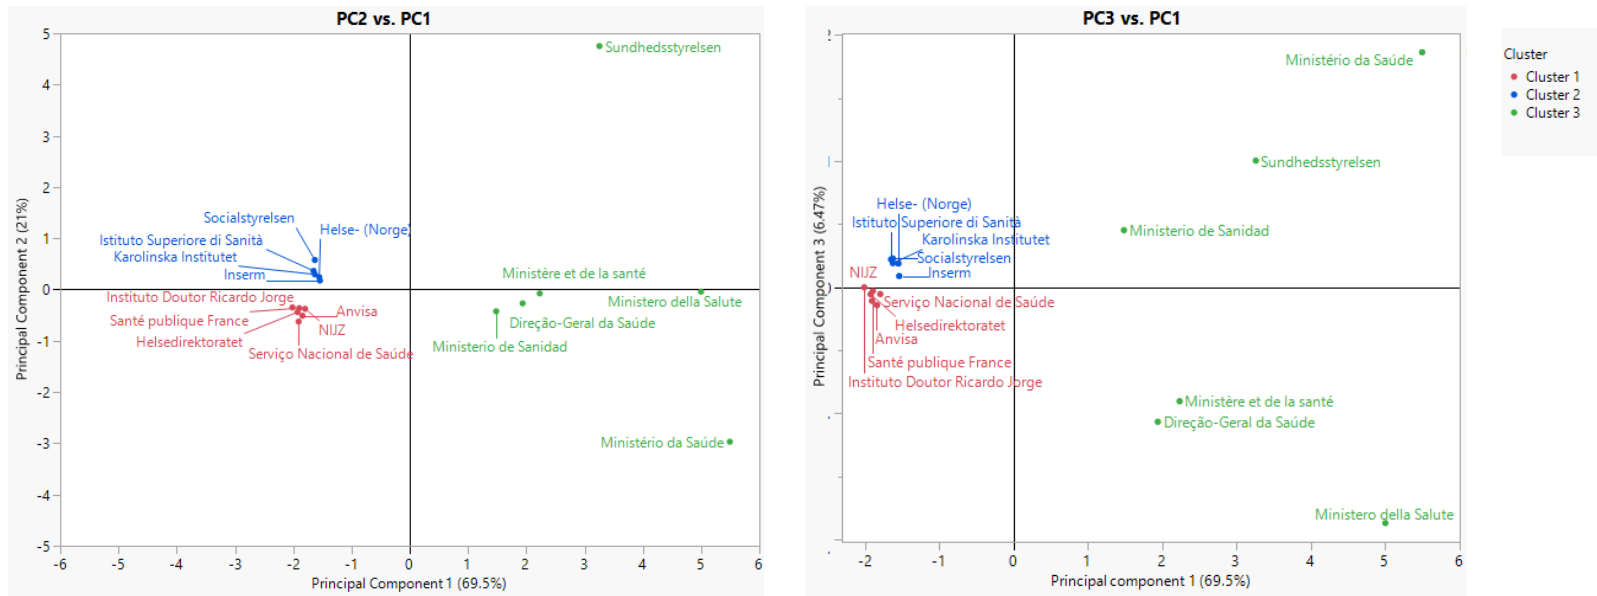 PC2 vs. PC1
5
4
3
2
1
0
-1
-2
-3
-4
-5
Principal Component 2 (21%)
Sundhedsstyrelsen
Socialstyrelsen
Helse- (Norge)
Istituto Superiore di Sanità
Karolinska Institutet
Inserm
Ministère et de la santé
Instituto Doutor Ricardo Jorge
Ministero della Salute
Anvisa
Santé publique France
Direção-Geral da Saúde
NIJZ
Helsedirektoratet
Ministerio de Sanidad
Serviço Nacional de Saúde
Ministério da Saúde
-6 -5 -4 -3 -2 -1 0 1 2 3 4 5 6
Principal Component 1 (69.5%)
PC3 vs. PC1
Principal Component 3 (6.47%)
0
Ministério da Saúde
Sundhedsstyrelsen
Helse- (Norge)
Istituto Superiore di Sanità
Ministerio de Sanidad
Karolinska Institutet
Socialstyrelsen
NIJZ
Inserm
Serviço Nacional de Saúde
Helsedirektoratet
Anvisa
Santé publique France
Instituto Doutor Ricardo Jorge
Ministère et de la santé
Direção-Geral da Saúde
Ministero della Salute
-2 -1 0 1 2 3 4 5 6
Principal component 1 (69.5%)
Cluster
Cluster 1
Cluster 2
Cluster 3